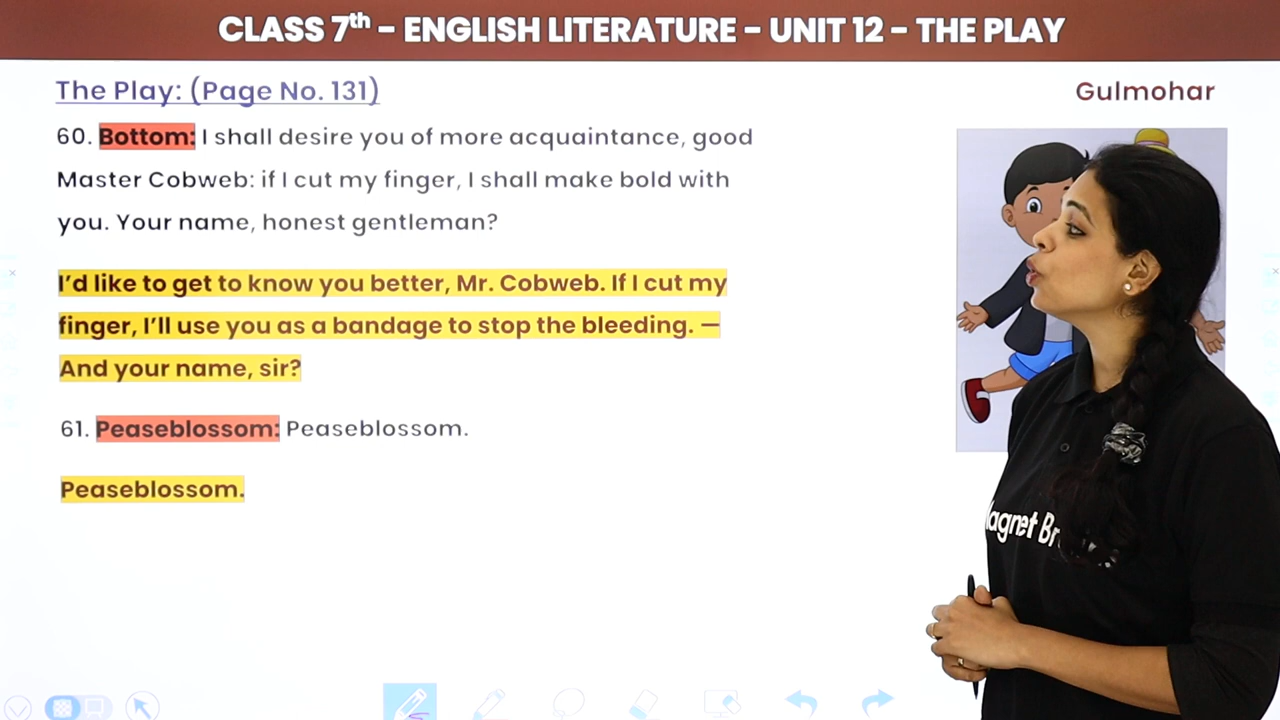 CLASS 7th - ENGLISH LITERATURE - UNIT 12 - THE PLAY
The Play: (Page No. 131)
Gulmohar
60. Bottom: I shall desire you of more acquaintance, good
Master Cobweb: if I cut my finger, I shall make bold with
you. Your name, honest gentleman?
I'd like to get to know you better, Mr. Cobweb. If I cut my
finger, I'll use you as a bandage to stop the bleeding. —
And your name, sir?
61. Peaseblossom: Peaseblossom.
Peaseblossom.